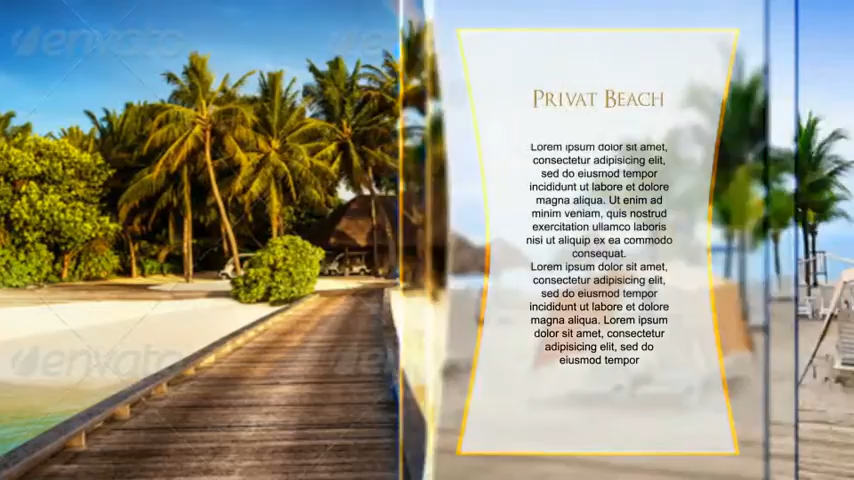 envato
envato
Privat Beach
Lorem ipsum dolor sit amet,
consectetur adipisicing elit,
sed do eiusmod tempor
incididunt ut labore et dolore
magna aliqua. Ut enim ad
minim veniam, quis nostrud
exercitation ullamco laboris
nisi ut aliquip ex ea commodo
consequat.
Lorem ipsum dolor sit amet,
consectetur adipisicing elit,
sed do eiusmod tempor
incididunt ut labore et dolore
magna aliqua. Lorem ipsum
dolor sit amet, consectetur
adipisicing elit, sed do
eiusmod tempor
envato